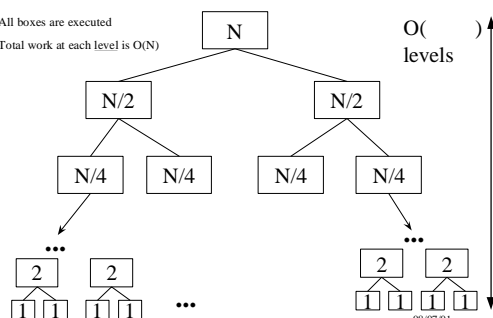 All boxes are executed
Total work at each level is O(N)
N
O( )
levels
N/2 N/2
N/4 N/4 N/4 N/4
... ...
2 2 2 2
1 1 1 1 ... 1 1 1 1